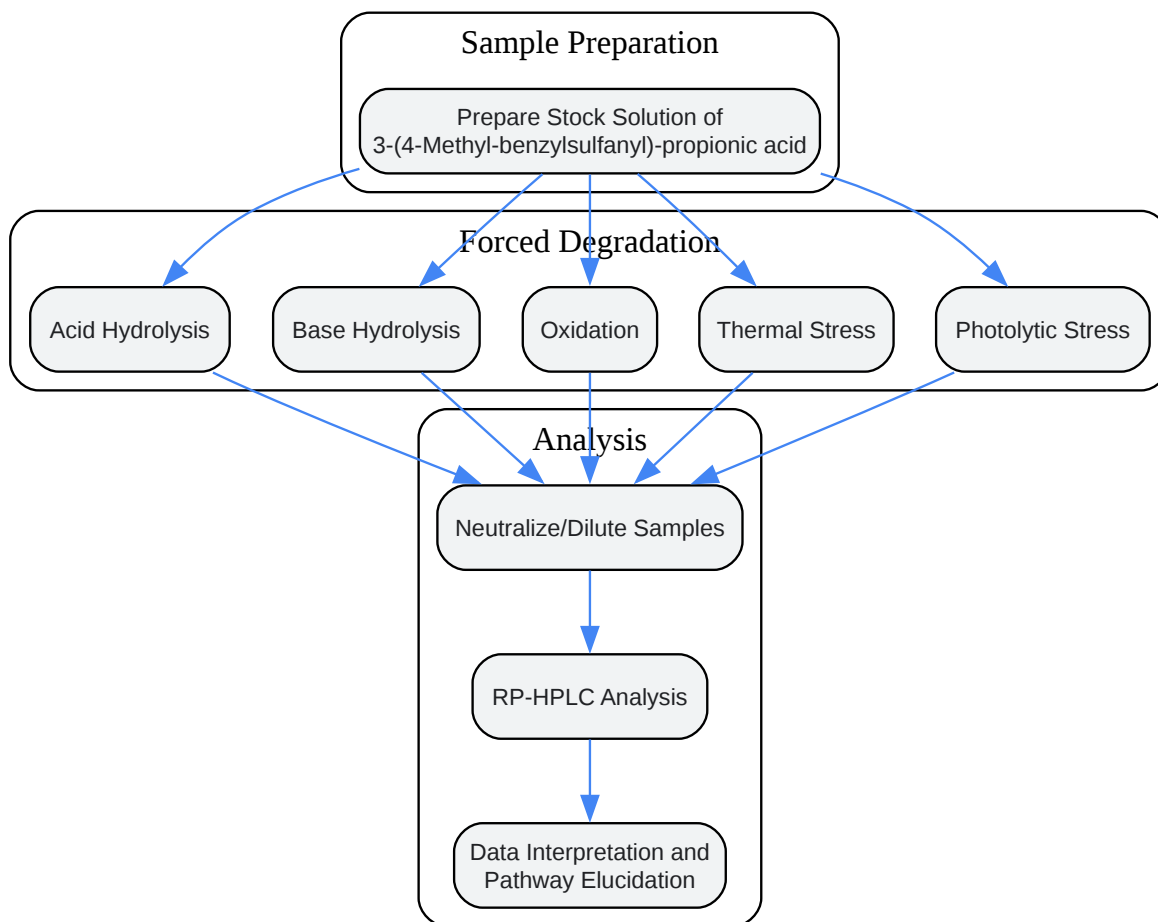 Sample Preparation
Prepare Stock Solution of
3-(4-Methyl-benzylsulfanyl)-propionic acid
Forced Degradation
Acid Hydrolysis
Base Hydrolysis
Oxidation
Thermal Stress
Photolytic Stress
Analysis
Neutralize/Dilute Samples
RP-HPLC Analysis
Data Interpretation and
Pathway Elucidation